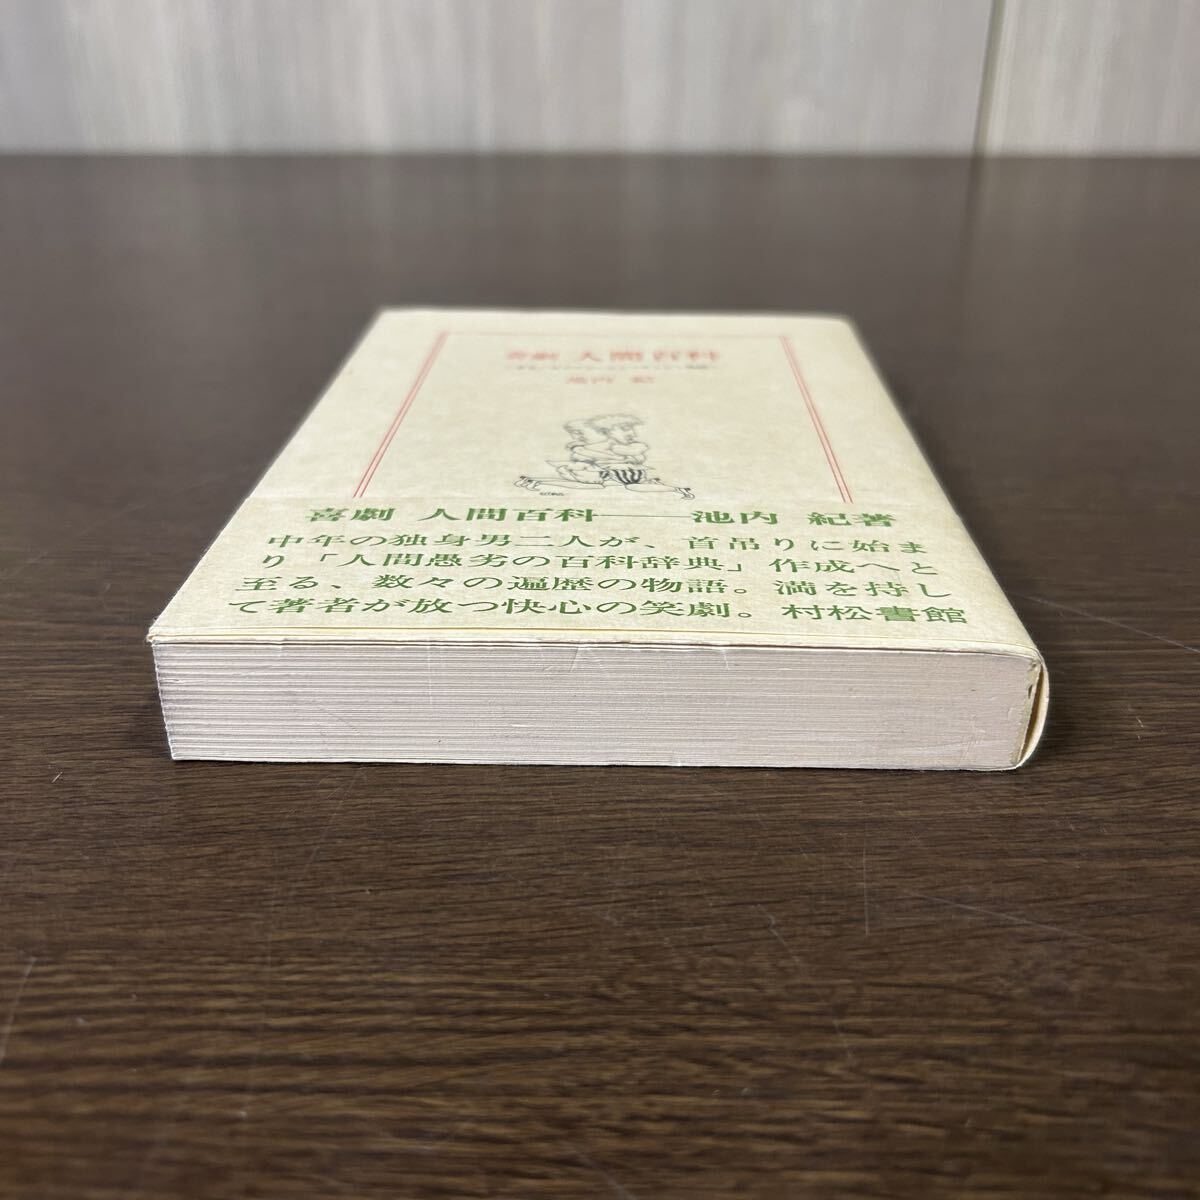 喜劇 人間百科
池内 紀
喜劇 人間百科――池内 紀著
中年の独身男二人が、首吊りに始ま
り「人間愚劣の百科辞典」作成へと
至る、数々の遍歴の物語。満を持し
て著者が放つ快心の笑劇。村松書館